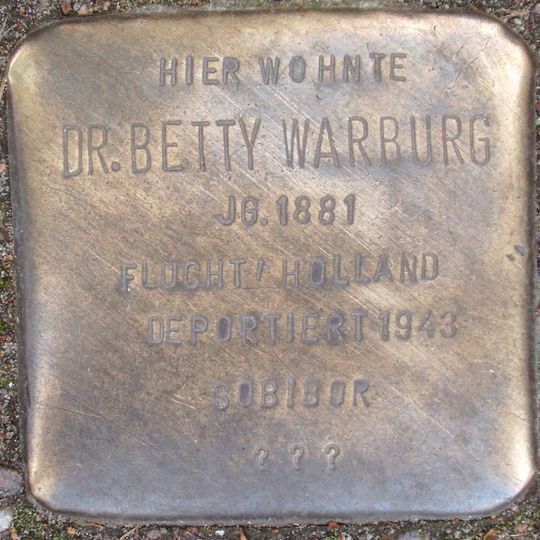 HIER WOHNTE
DR. BETTY WARBURG
JG. 1881
FLUCHT/ HOLLAND
DEPORTIERT 1943
SOBIBOR
? ? ?